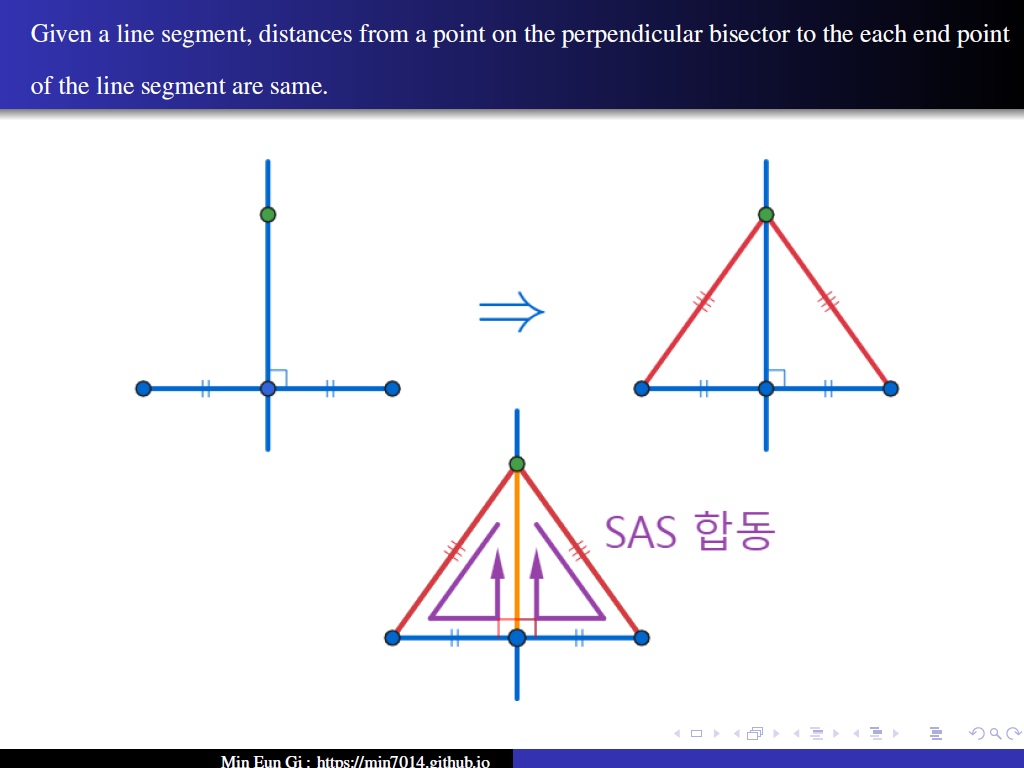 Given a line segment, distances from a point on the perpendicular bisector to the each end point
of the line segment are same.
SAS 합동
Min Eun Gi : https://min7014.github.io